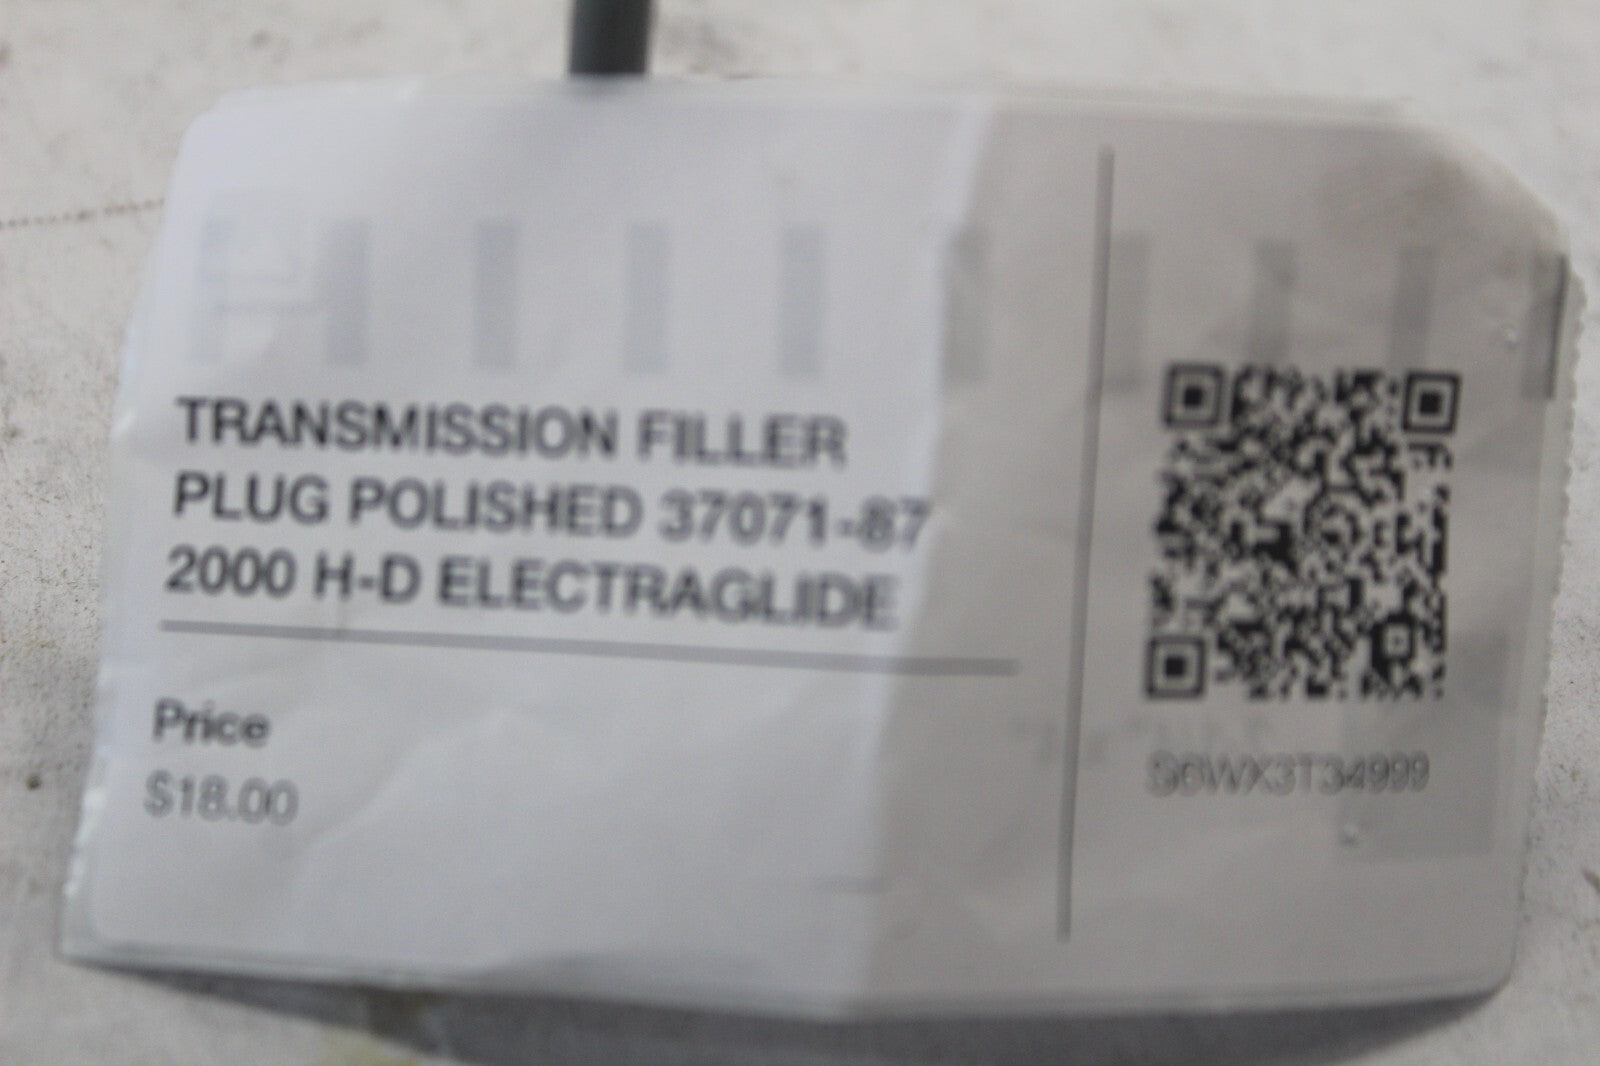 TRANSMISSION FILLER
PLUG POLISHED 37071-87
2000 H-D ELECTRAGLIDE
Price
$18.00
S6WX3T34999